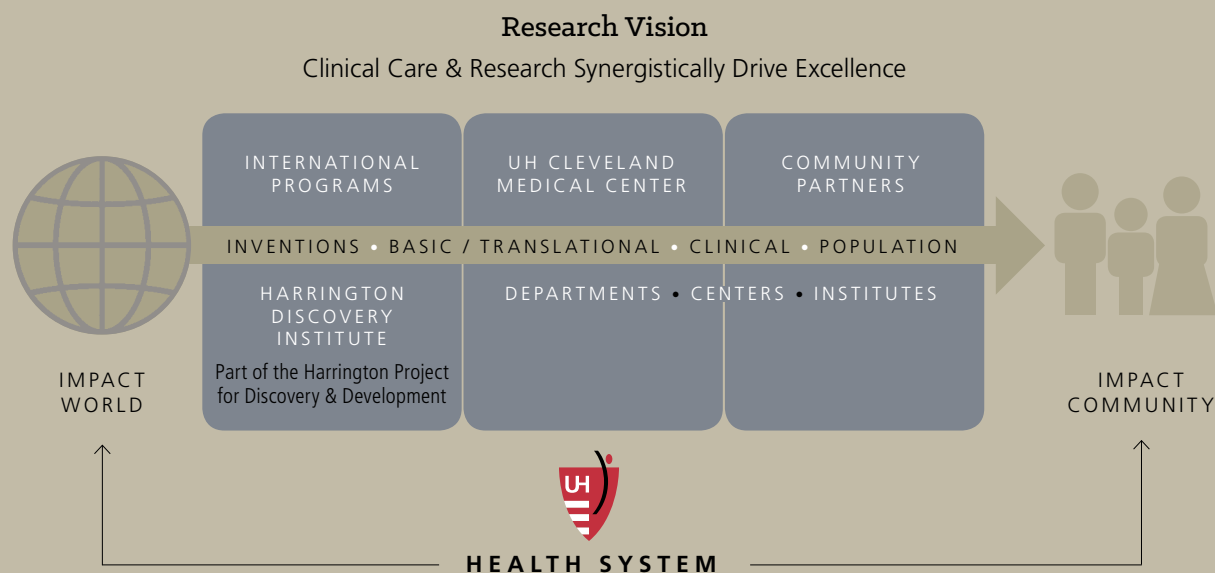 Research Vision
Clinical Care & Research Synergistically Drive Excellence
INTERNATIONAL
PROGRAMS
UH CLEVELAND
MEDICAL CENTER
COMMUNITY
PARTNERS
INVENTIONS • BASIC / TRANSLATIONAL • CLINICAL • POPULATION
HARRINGTON
DISCOVERY
INSTITUTE
Part of the Harrington Project
for Discovery & Development
DEPARTMENTS • CENTERS • INSTITUTES
IMPACT
WORLD
IMPACT
COMMUNITY
UH
HEALTH SYSTEM